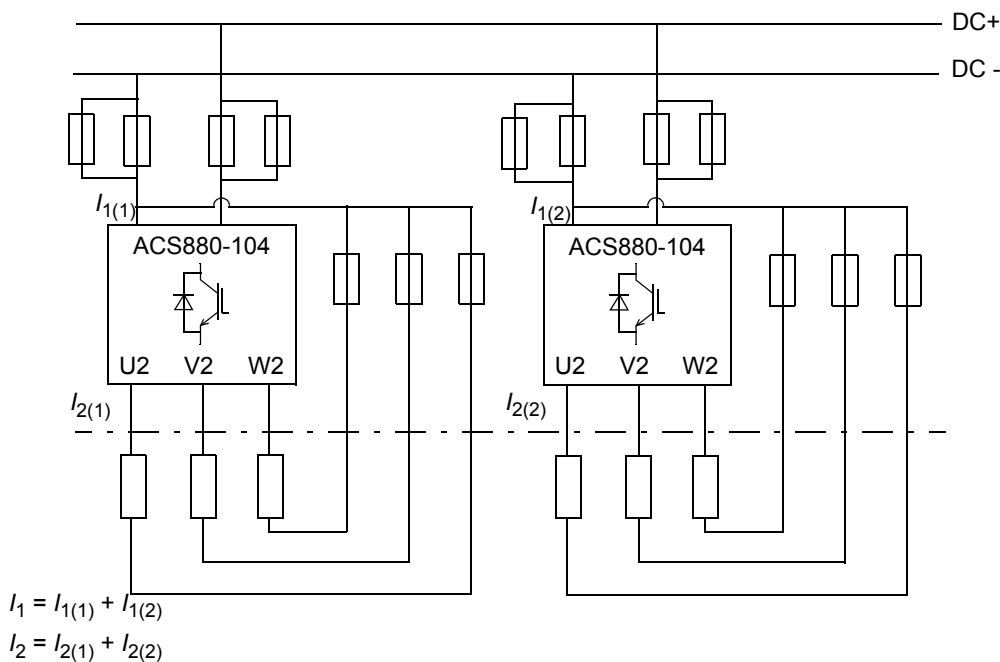 DC+
DC -
I1(1)
I1(2)
ACS880-104
ACS880-104
U2 V2 W2
U2 V2 W2
I2(1)
I2(2)
I1 = I1(1) + I1(2)
I2 = I2(1) + I2(2)